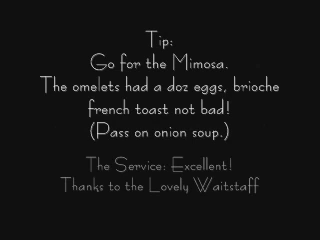 Tip:
Go for the Mimosa.
The omelets had a doz eggs, brioche
french toast not bad!
(Pass on onion soup.)
The Service: Excellent!
Thanks to the Lovely Waitstaff